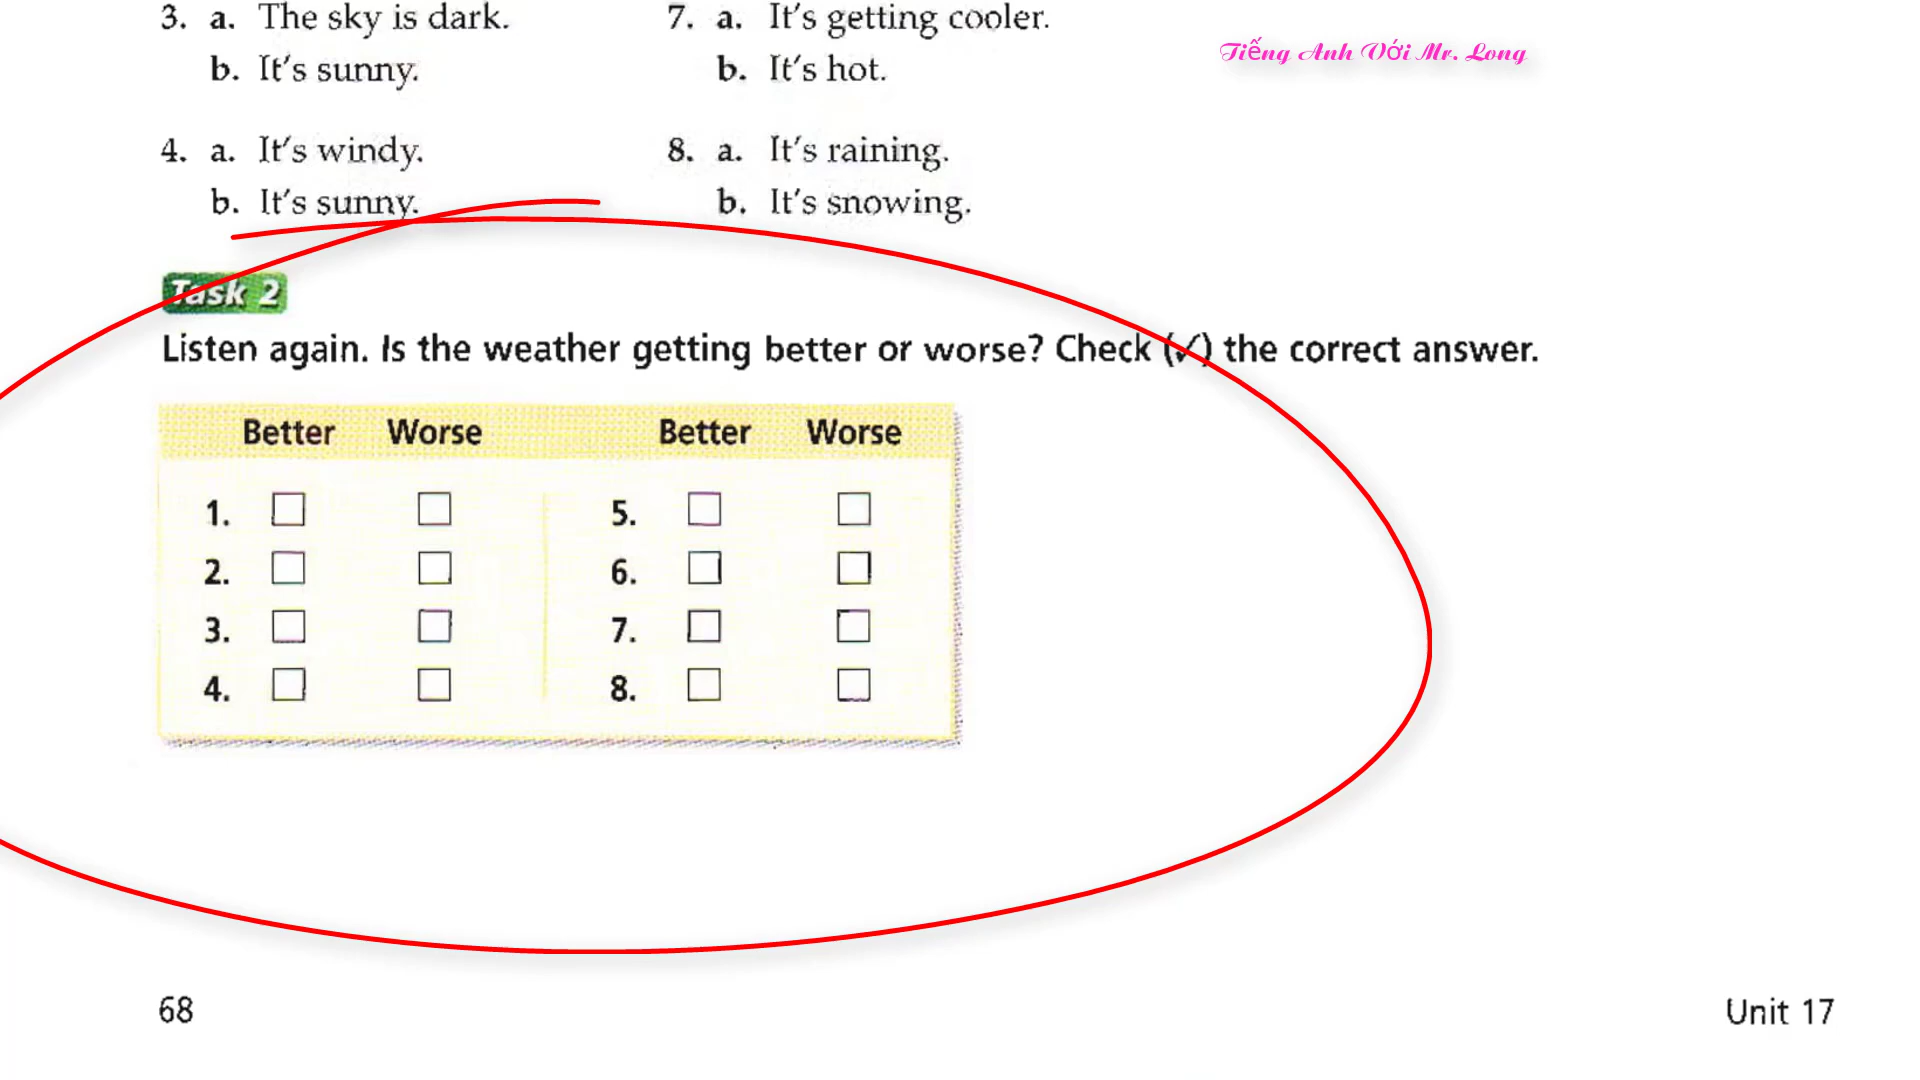 3. a. The sky is dark.
b. It's sunny.
4. a. It's windy.
b. It's sunny.
7. a. It's getting cooler.
b. It's hot.
8. a. It's raining.
b. It's snowing.
Tiếng Anh Với Mr. Long
Task 2
Listen again. Is the weather getting better or worse? Check (✓) the correct answer.
Better Worse Better Worse
1. 5.
2. 6.
3. 7.
4. 8.
68
Unit 17